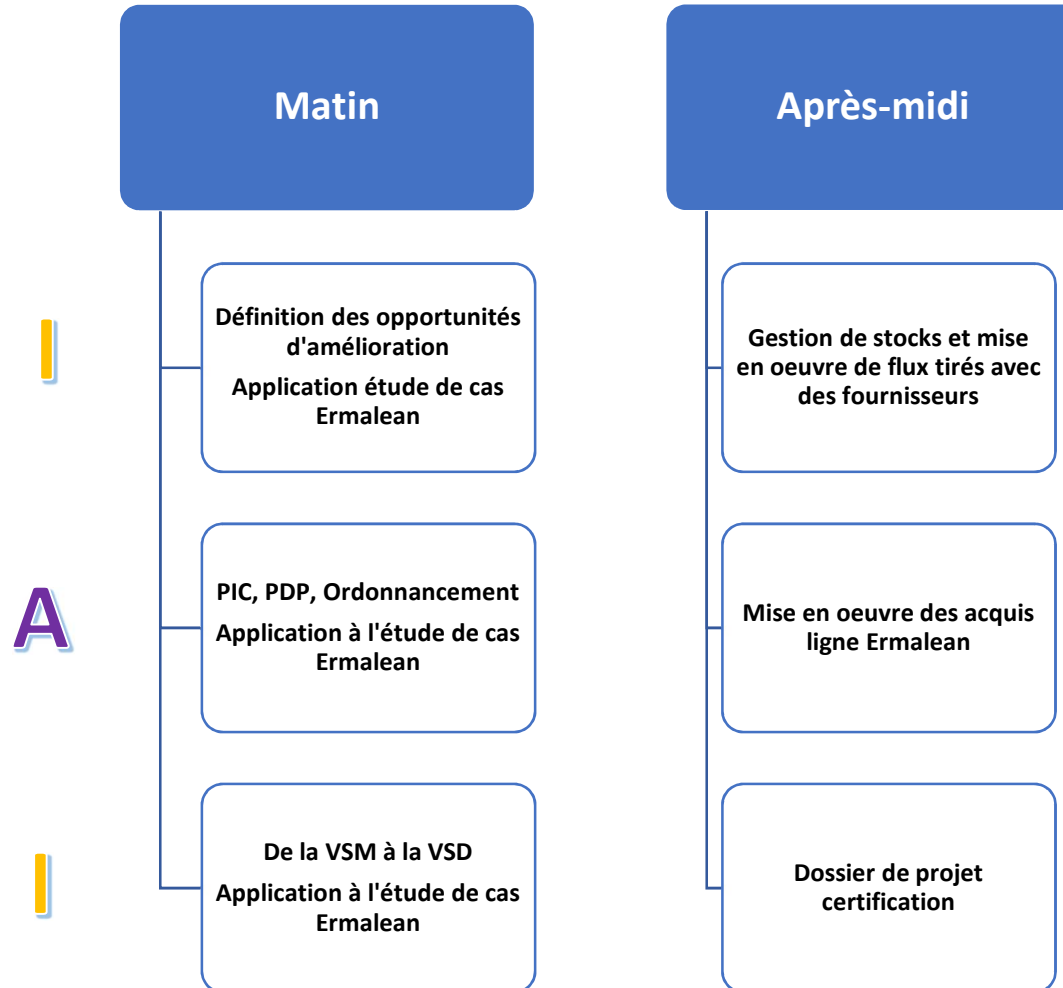 Matin
Après-midi
I
Définition des opportunités
d'amélioration
Application étude de cas
Ermalean
Gestion de stocks et mise
en oeuvre de flux tirés avec
des fournisseurs
A
PIC, PDP, Ordonnancement
Application à l'étude de cas
Ermalean
Mise en oeuvre des acquis
ligne Ermalean
I
De la VSM à la VSD
Application à l'étude de cas
Ermalean
Dossier de projet
certification